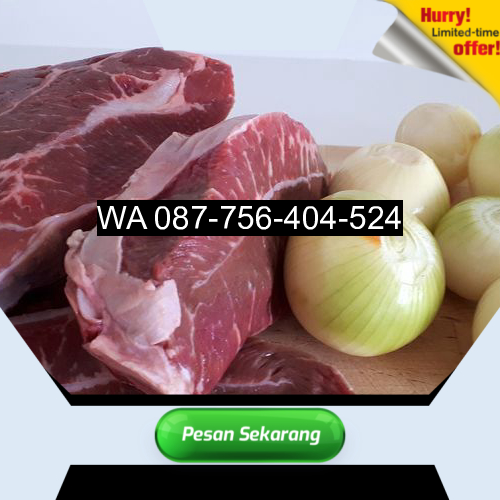 Hurry!
Limited-time
offer!
WA 087-756-404-524
Pesan Sekarang